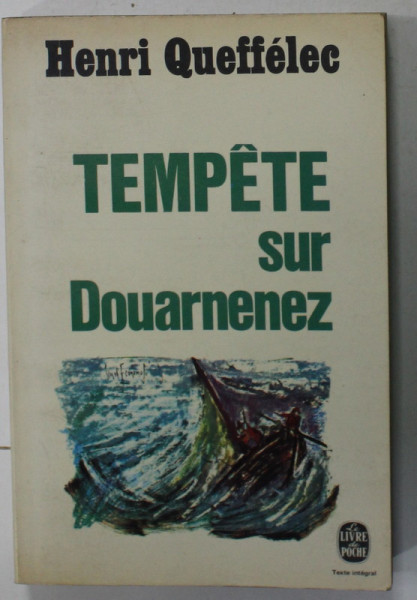 Henri Queffélec
TEMPÊTE
sur
Douarnenez
Le
LIVRE
de
POCHE
Texte intégral